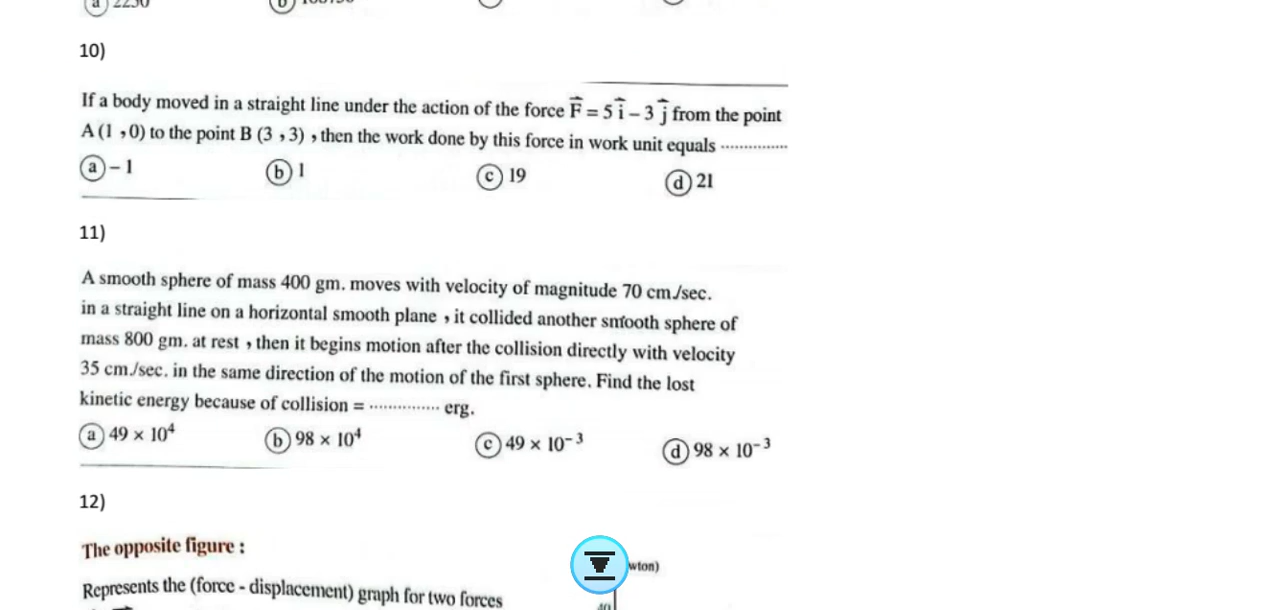 a 2250
b
10)
If a body moved in a straight line under the action of the force F = 5 i – 3 j from the point
A (1 , 0) to the point B (3 , 3) , then the work done by this force in work unit equals ...............
a – 1 b 1 c 19 d 21
11)
A smooth sphere of mass 400 gm. moves with velocity of magnitude 70 cm./sec.
in a straight line on a horizontal smooth plane , it collided another smooth sphere of
mass 800 gm. at rest , then it begins motion after the collision directly with velocity
35 cm./sec. in the same direction of the motion of the first sphere. Find the lost
kinetic energy because of collision = ............... erg.
a 49 × 10⁴ b 98 × 10⁴ c 49 × 10⁻³ d 98 × 10⁻³
12)
The opposite figure :
wton)
Represents the (force - displacement) graph for two forces
40